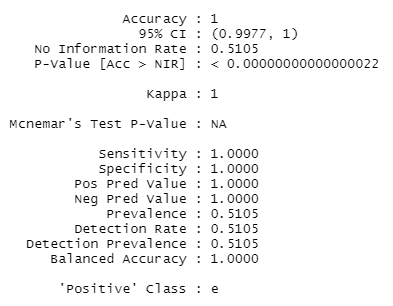 Accuracy : 1
95% CI : (0.9977, 1)
No Information Rate : 0.5105
P-Value [Acc > NIR] : < 0.00000000000000022
Kappa : 1
Mcnemar's Test P-Value : NA
Sensitivity : 1.0000
Specificity : 1.0000
Pos Pred Value : 1.0000
Neg Pred Value : 1.0000
Prevalence : 0.5105
Detection Rate : 0.5105
Detection Prevalence : 0.5105
Balanced Accuracy : 1.0000
'Positive' Class : e